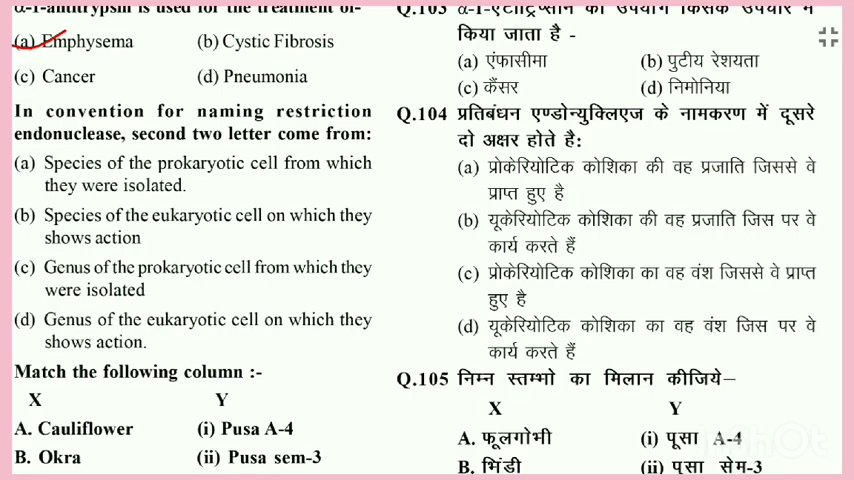 α-1-antitrypsin is used for the treatment of-
(a) Emphysema (b) Cystic Fibrosis
(c) Cancer (d) Pneumonia
In convention for naming restriction
endonuclease, second two letter come from:
(a) Species of the prokaryotic cell from which
they were isolated.
(b) Species of the eukaryotic cell on which they
shows action
(c) Genus of the prokaryotic cell from which they
were isolated
(d) Genus of the eukaryotic cell on which they
shows action.
Match the following column :-
X Y
A. Cauliflower (i) Pusa A-4
B. Okra (ii) Pusa sem-3
Q.103 α-1-एंटीट्रिप्सीन का उपयोग किसके उपचार में
किया जाता है -
(a) एंफासीमा (b) पुटीय रेशयता
(c) कैंसर (d) निमोनिया
Q.104 प्रतिबंधन एण्डोन्युक्लिएज के नामकरण में दूसरे
दो अक्षर होते है:
(a) प्रोकेरियोटिक कोशिका की वह प्रजाति जिससे वे
प्राप्त हुए है
(b) यूकेरियोटिक कोशिका की वह प्रजाति जिस पर वे
कार्य करते हैं
(c) प्रोकेरियोटिक कोशिका का वह वंश जिससे वे प्राप्त
हुए है
(d) यूकेरियोटिक कोशिका का वह वंश जिस पर वे
कार्य करते हैं
Q.105 निम्न स्तम्भो का मिलान कीजिये–
X Y
A. फूलगोभी (i) पूसा A-4
B. भिंडी (ii) पूसा सेम-3